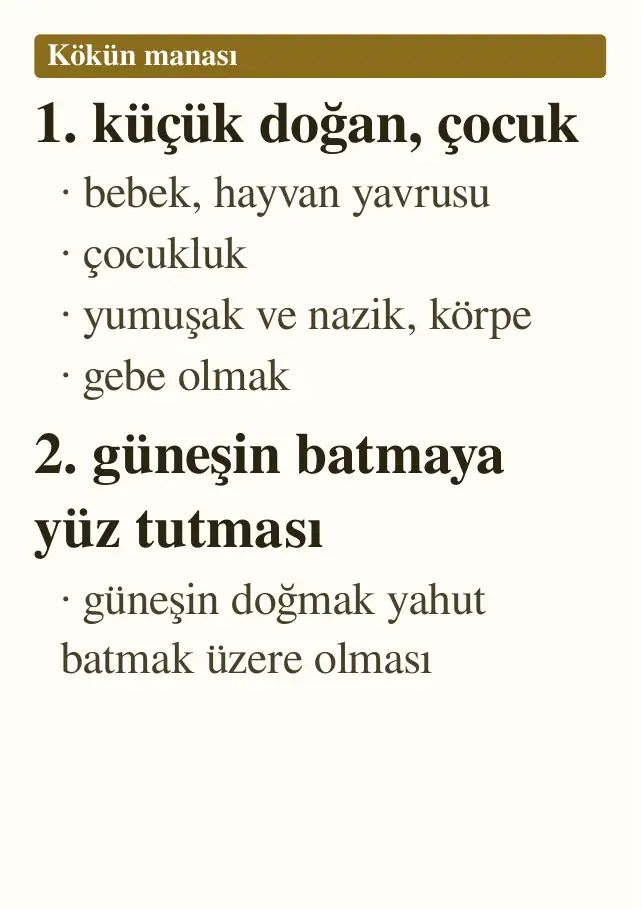 Kökün manası
1. küçük doğan, çocuk
· bebek, hayvan yavrusu
· çocukluk
· yumuşak ve nazik, körpe
· gebe olmak
2. güneşin batmaya
yüz tutması
· güneşin doğmak yahut
batmak üzere olması